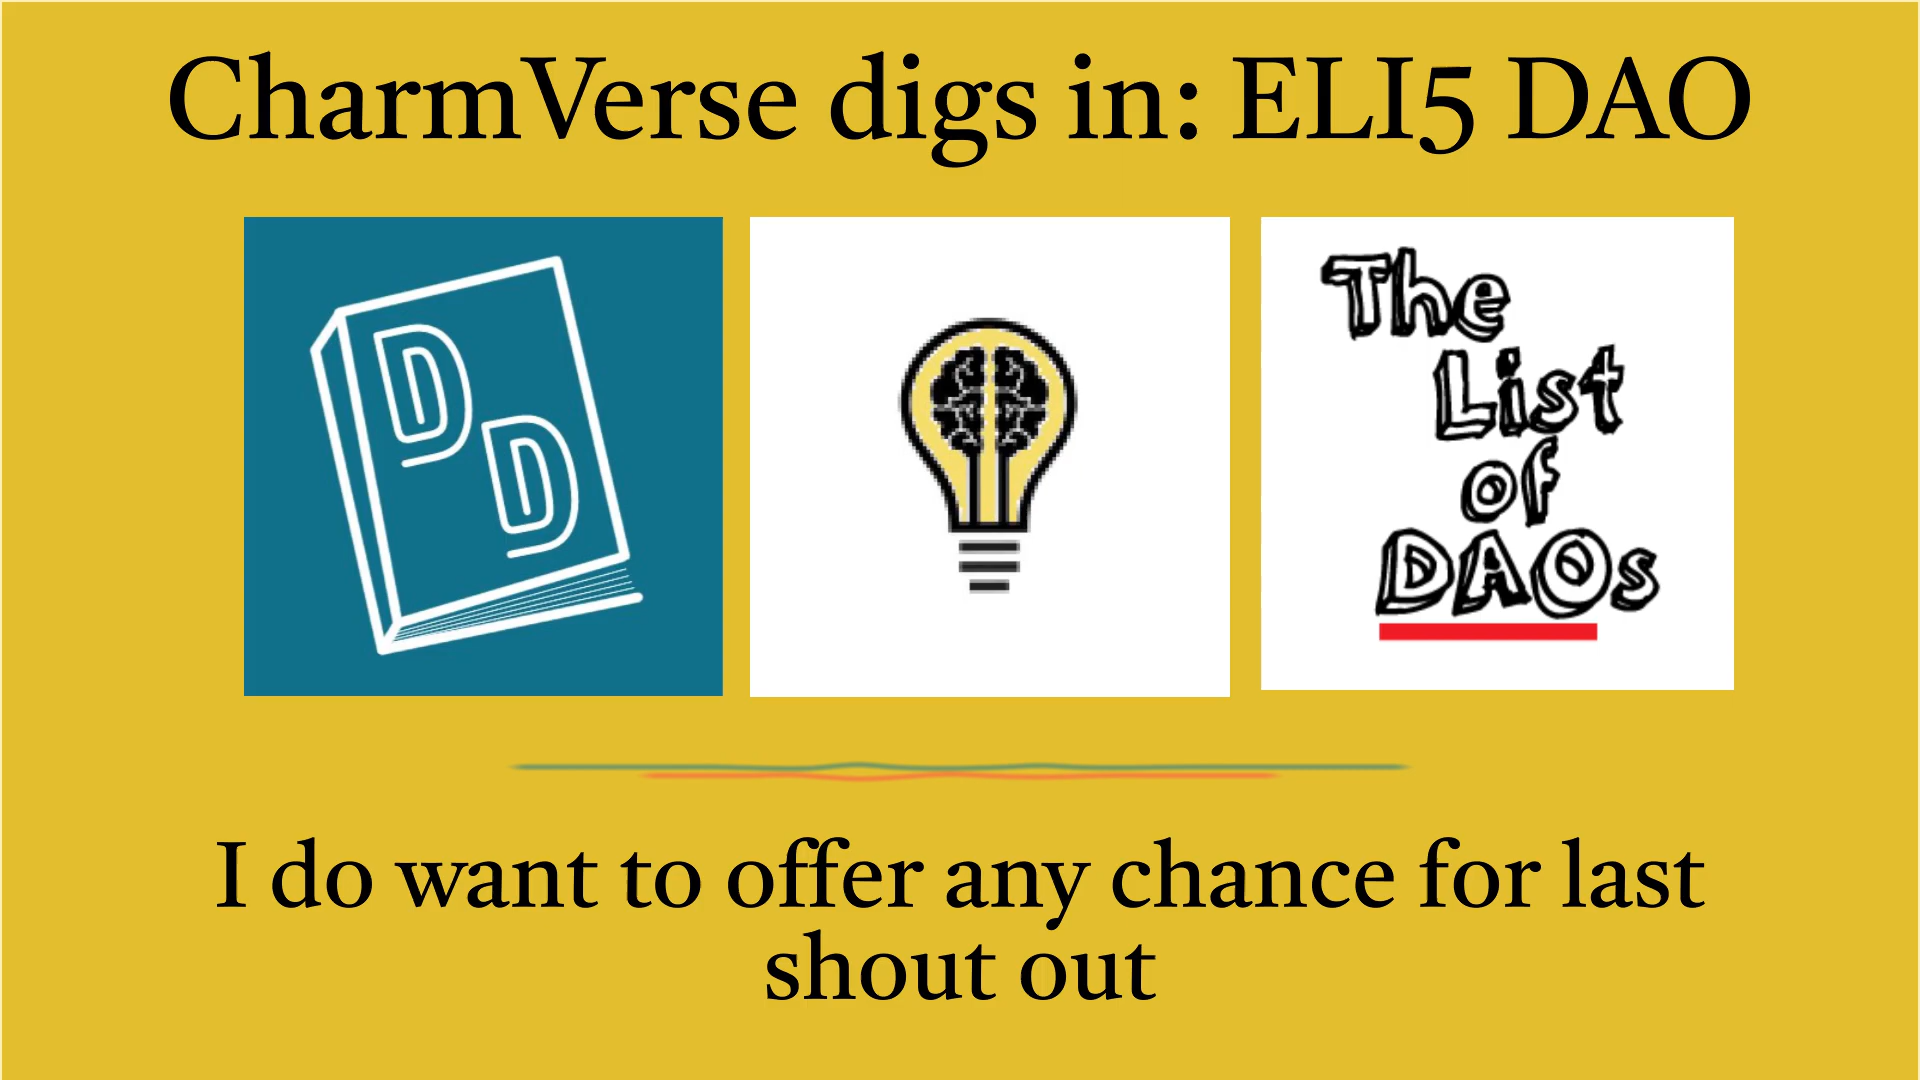 CharmVerse digs in: ELI5 DAO
D
D
The
List
of
DAOs
I do want to offer any chance for last
shout out